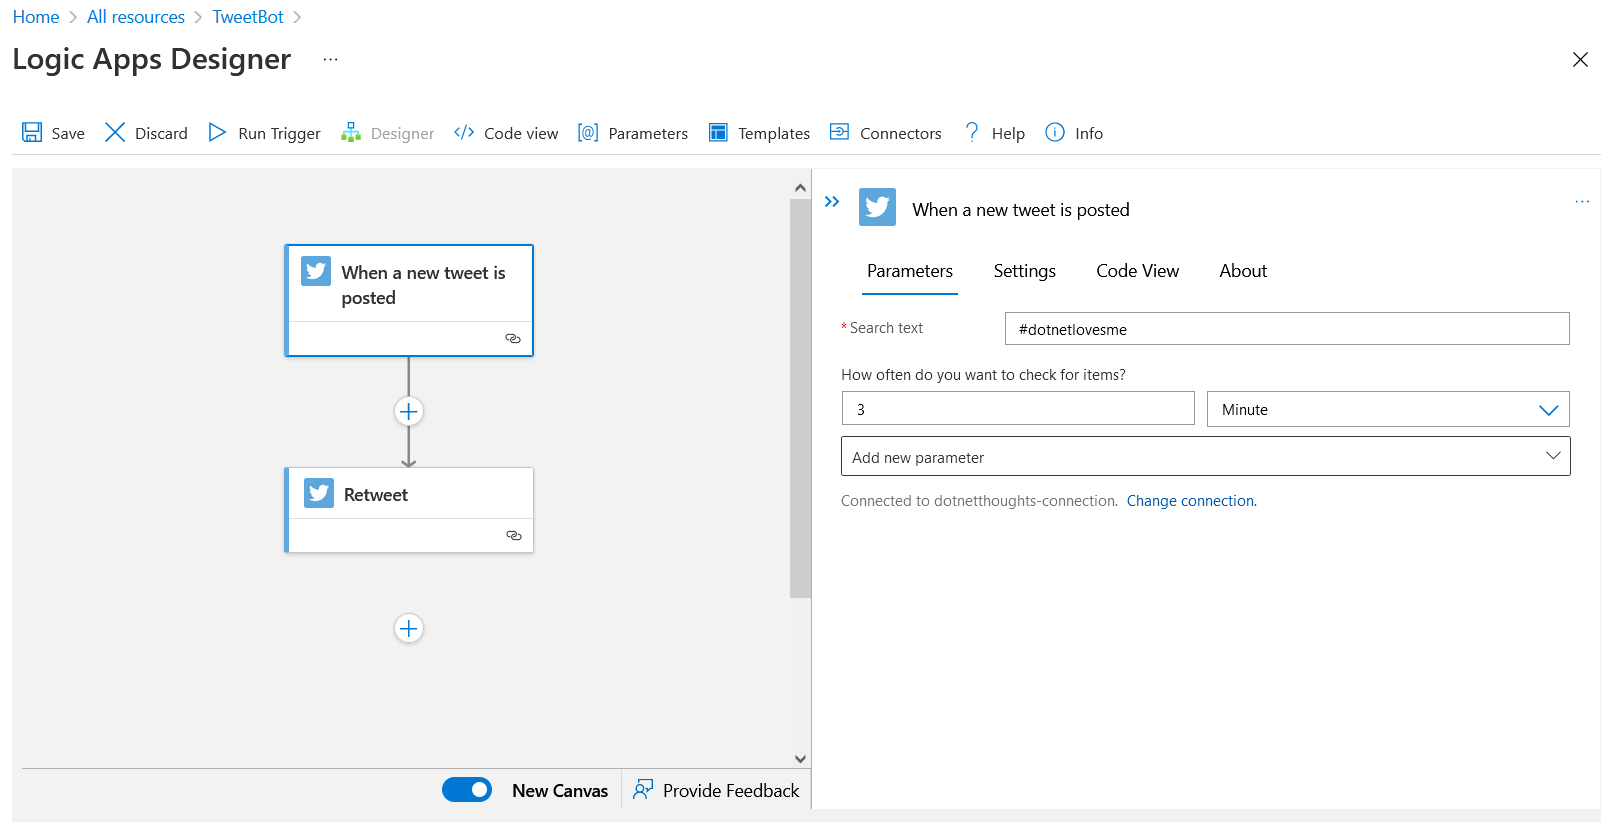 Home > All resources > TweetBot >
Logic Apps Designer ...
Save Discard Run Trigger Designer Code view Parameters Templates Connectors Help Info
When a new tweet is
posted
Retweet
New Canvas
Provide Feedback
When a new tweet is posted
Parameters Settings Code View About
* Search text #dotnetlovesme
How often do you want to check for items?
3 Minute
Add new parameter
Connected to dotnetthoughts-connection. Change connection.